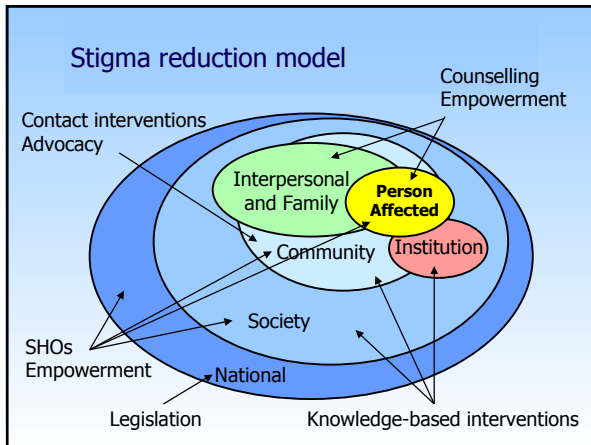 Stigma reduction model
Counselling
Empowerment
Contact interventions
Advocacy
Interpersonal
and Family
Person
Affected
Community
Institution
Society
SHOs
Empowerment
National
Legislation
Knowledge-based interventions